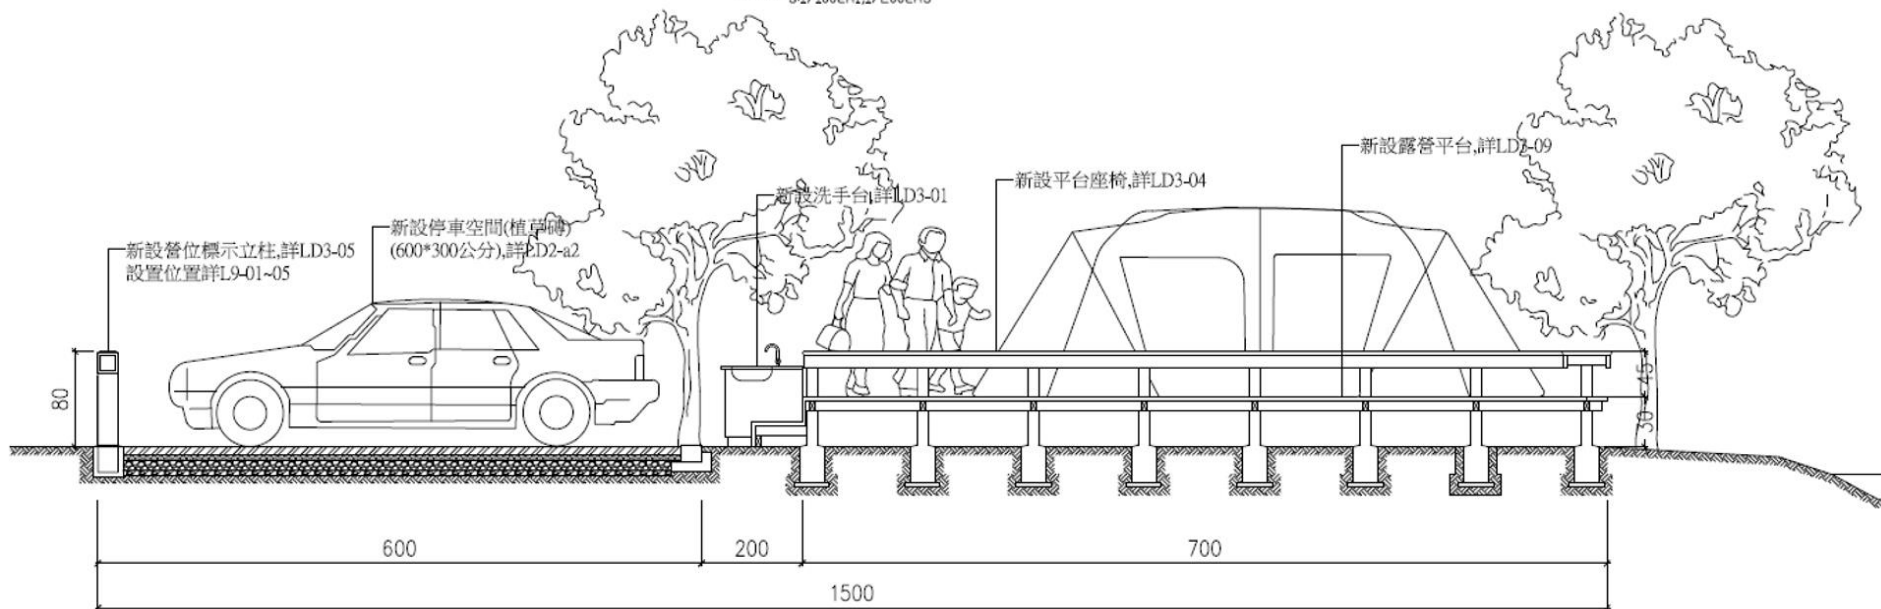 新設露營平台,詳LD3-09
新設平台座椅,詳LD3-04
新設洗手台,詳LD3-01
新設停車空間(植草磚)
(600*300公分),詳LD2-a2
新設營位標示立柱,詳LD3-05
設置位置詳L9-01~05
80
45
30
600
200
700
1500